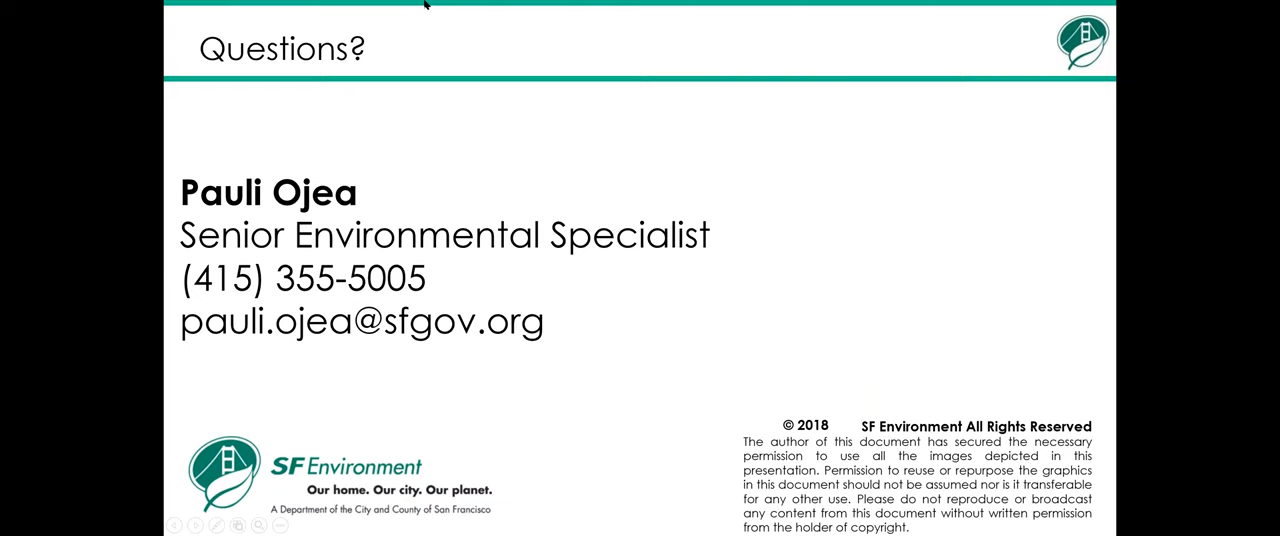 Questions?
Pauli Ojea
Senior Environmental Specialist
(415) 355-5005
pauli.ojea@sfgov.org
SF Environment
Our home. Our city. Our planet.
A Department of the City and County of San Francisco
© 2018 SF Environment All Rights Reserved
The author of this document has secured the necessary
permission to use all the images depicted in this
presentation. Permission to reuse or repurpose the graphics
in this document should not be assumed nor is it transferable
for any other use. Please do not reproduce or broadcast
any content from this document without written permission
from the holder of copyright.